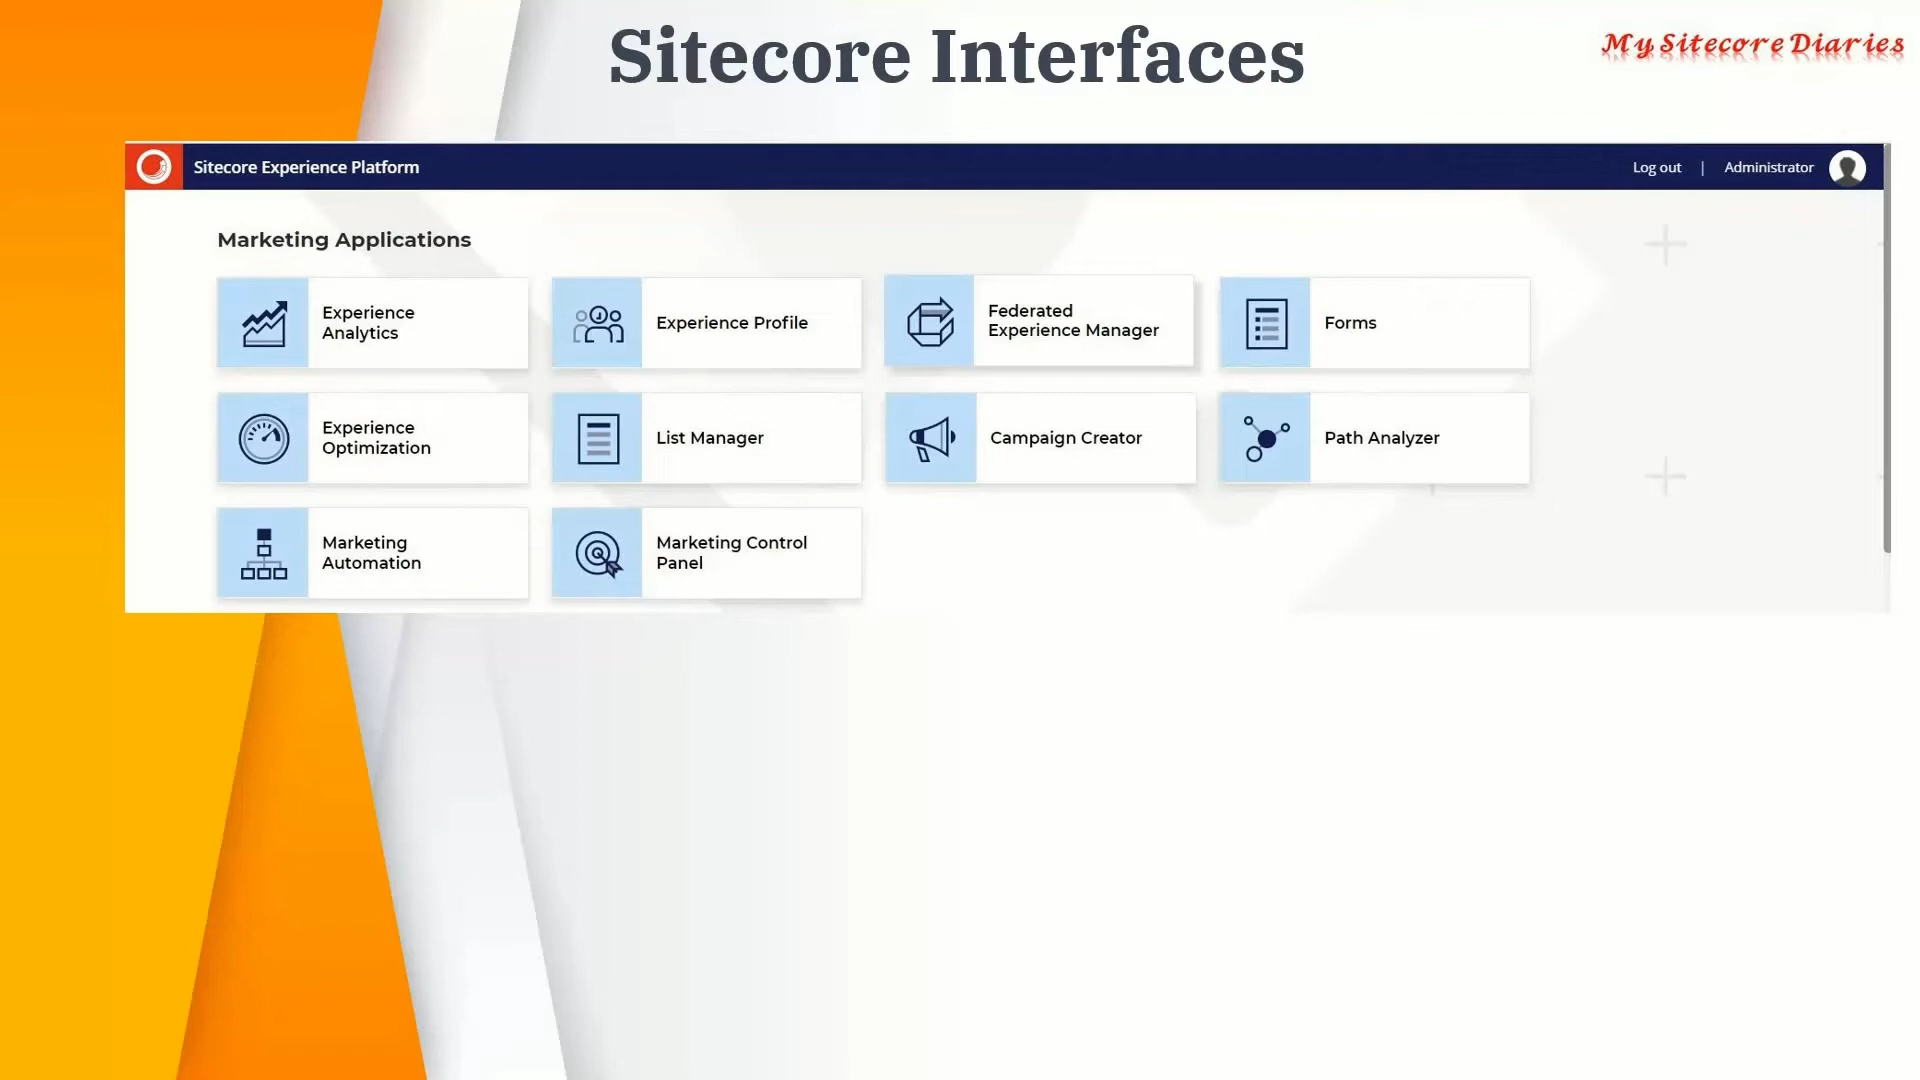 Sitecore Interfaces
My Sitecore Diaries
Sitecore Experience Platform
Log out | Administrator
Marketing Applications
Experience
Analytics
Experience Profile
Federated
Experience Manager
Forms
Experience
Optimization
List Manager
Campaign Creator
Path Analyzer
Marketing
Automation
Marketing Control
Panel